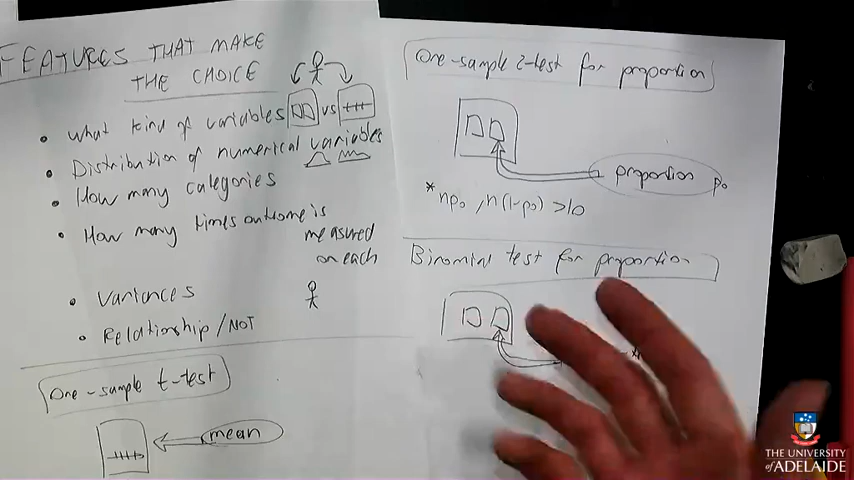 FEATURES THAT MAKE
THE CHOICE
• What kind of variables vs
• Distribution of numerical variables
• How many categories
• How many times outcome is
measured
on each
• Variances
• Relationship/NOT
One-sample t-test
mean
One-sample z-test for proportion
proportion p₀
*np₀, n(1-p₀) >10
Binomial test for proportion
THE UNIVERSITY
of ADELAIDE